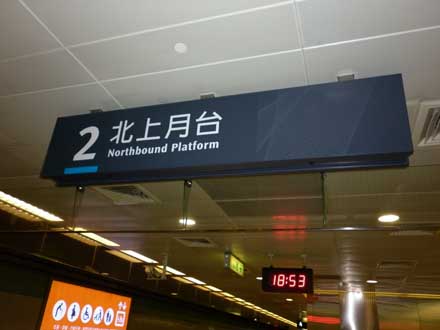 2 北上月台
Northbound Platform
18:53